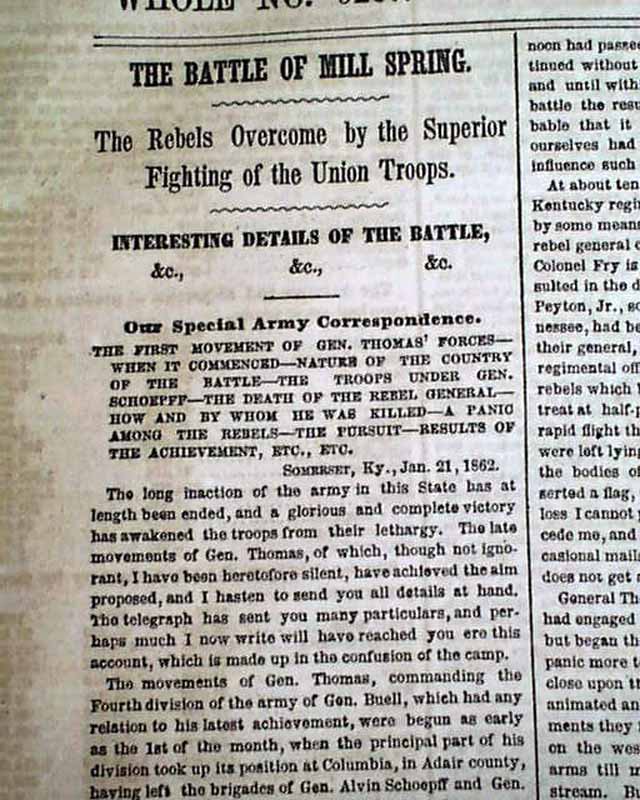 WHOLE NO.
THE BATTLE OF MILL SPRING.
The Rebels Overcome by the Superior
Fighting of the Union Troops.
INTERESTING DETAILS OF THE BATTLE,
&c., &c., &c.
Our Special Army Correspondence.
THE FIRST MOVEMENT OF GEN. THOMAS' FORCES—
WHEN IT COMMENCED—NATURE OF THE COUNTRY
OF THE BATTLE—THE TROOPS UNDER GEN.
SCHOEPFF—THE DEATH OF THE REBEL GENERAL—
HOW AND BY WHOM HE WAS KILLED—A PANIC
AMONG THE REBELS—THE PURSUIT—RESULTS OF
THE ACHIEVEMENT, ETC., ETC.
SOMERSET, Ky., Jan. 21, 1862.
The long inaction of the army in this State has at
length been ended, and a glorious and complete victory
has awakened the troops from their lethargy. The late
movements of Gen. Thomas, of which, though not igno-
rant, I have been heretofore silent, have achieved the aim
proposed, and I hasten to send you all details at hand.
The telegraph has sent you many particulars, and per-
haps much I now write will have reached you ere this
account, which is made up in the confusion of the camp.
The movements of Gen. Thomas, commanding the
Fourth division of the army of Gen. Buell, which had any
relation to his latest achievement, were begun as early
as the 1st of the month, when the principal part of his
division took up its position at Columbia, in Adair county,
having left the brigades of Gen. Alvin Schoepff and Gen.
noon had passe
tinued without
and until with
battle the resu
bable that it
ourselves had
influence such
At about ten
Kentucky regi
by some means
rebel general c
Colonel Fry is
sulted in the d
Peyton, Jr., so
nessee, had be
their general,
regimental off
rebels which
treat at half-p
rapid flight th
were left lying
the bodies of
serted a flag,
loss I cannot
cede me, and
casional mails
does not get
General Th
had engaged
but began th
panic more t
close upon t
animated an
ments they
on the wes
arms till m
stream. Bu